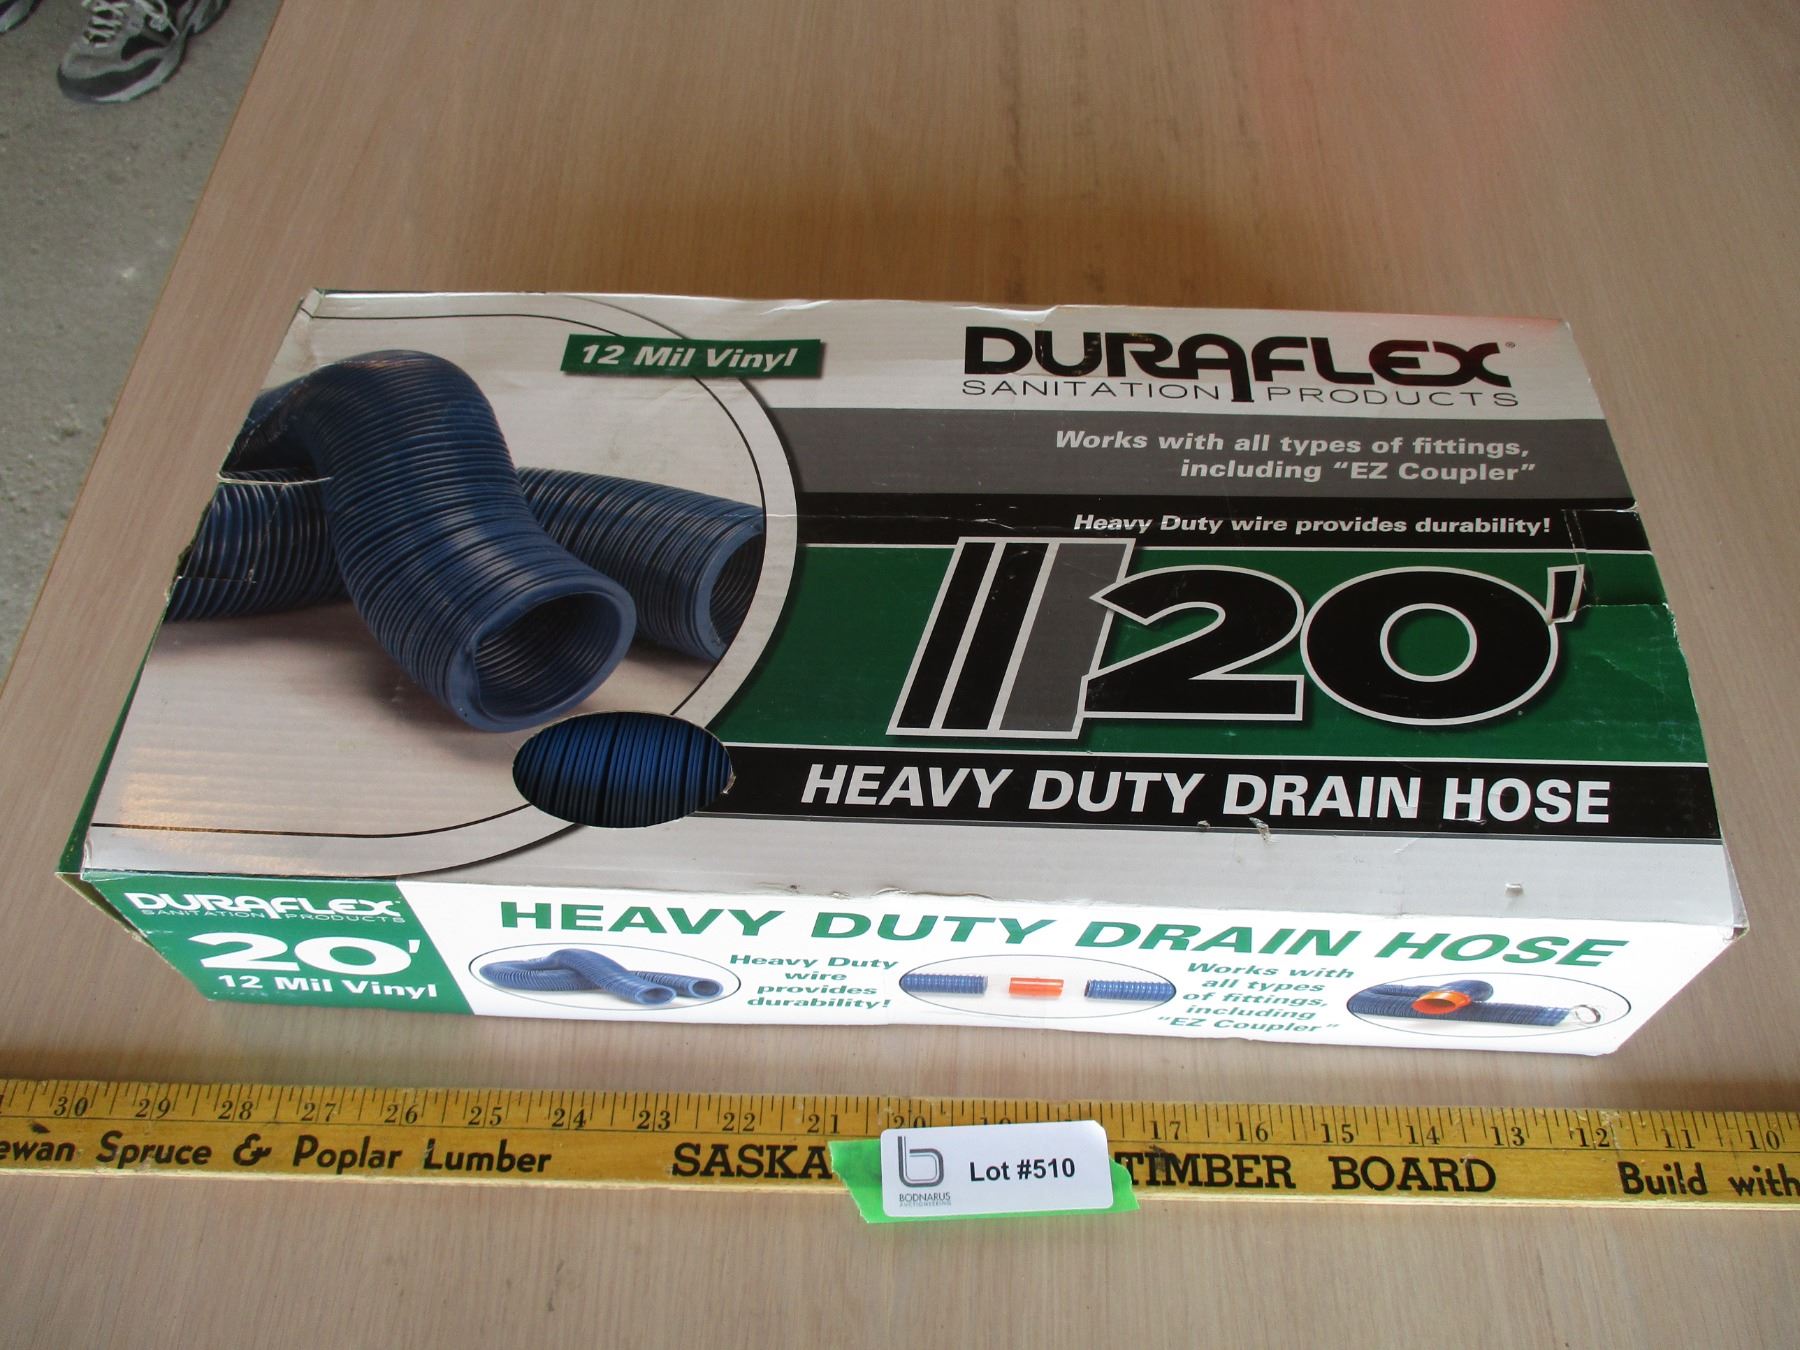 12 Mil Vinyl
DURAFLEX®
SANITATION PRODUCTS
Works with all types of fittings,
including "EZ Coupler"
Heavy Duty wire provides durability!
20'
HEAVY DUTY DRAIN HOSE
DURAFLEX
SANITATION PRODUCTS
20'
12 Mil Vinyl
HEAVY DUTY DRAIN HOSE
Heavy Duty
wire
provides
durability!
Works with
all types
of fittings,
including
"EZ Coupler"
30 29 28 27 26 25 24 23 22 21 20 19 17 16 15 14 13 12 11 10
ewan Spruce & Poplar Lumber SASKA TIMBER BOARD Build with
Lot #510
BODNARUS
AUCTIONEERING